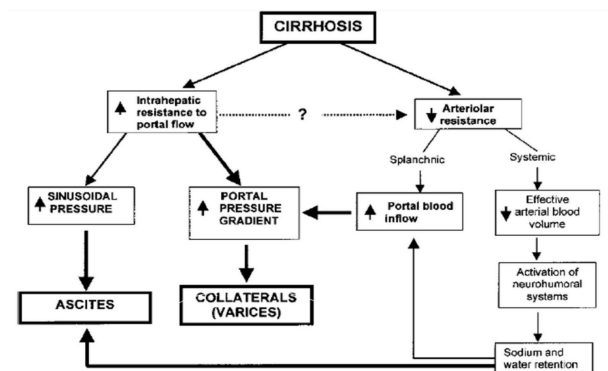 CIRRHOSIS
Intrahepatic
resistance to
portal flow
?
Arteriolar
resistance
Splanchnic
Systemic
SINUSOIDAL
PRESSURE
PORTAL
PRESSURE
GRADIENT
Portal blood
inflow
Effective
arterial blood
volume
Activation of
neurohumoral
systems
ASCITES
COLLATERALS
(VARICES)
Sodium and
water retention